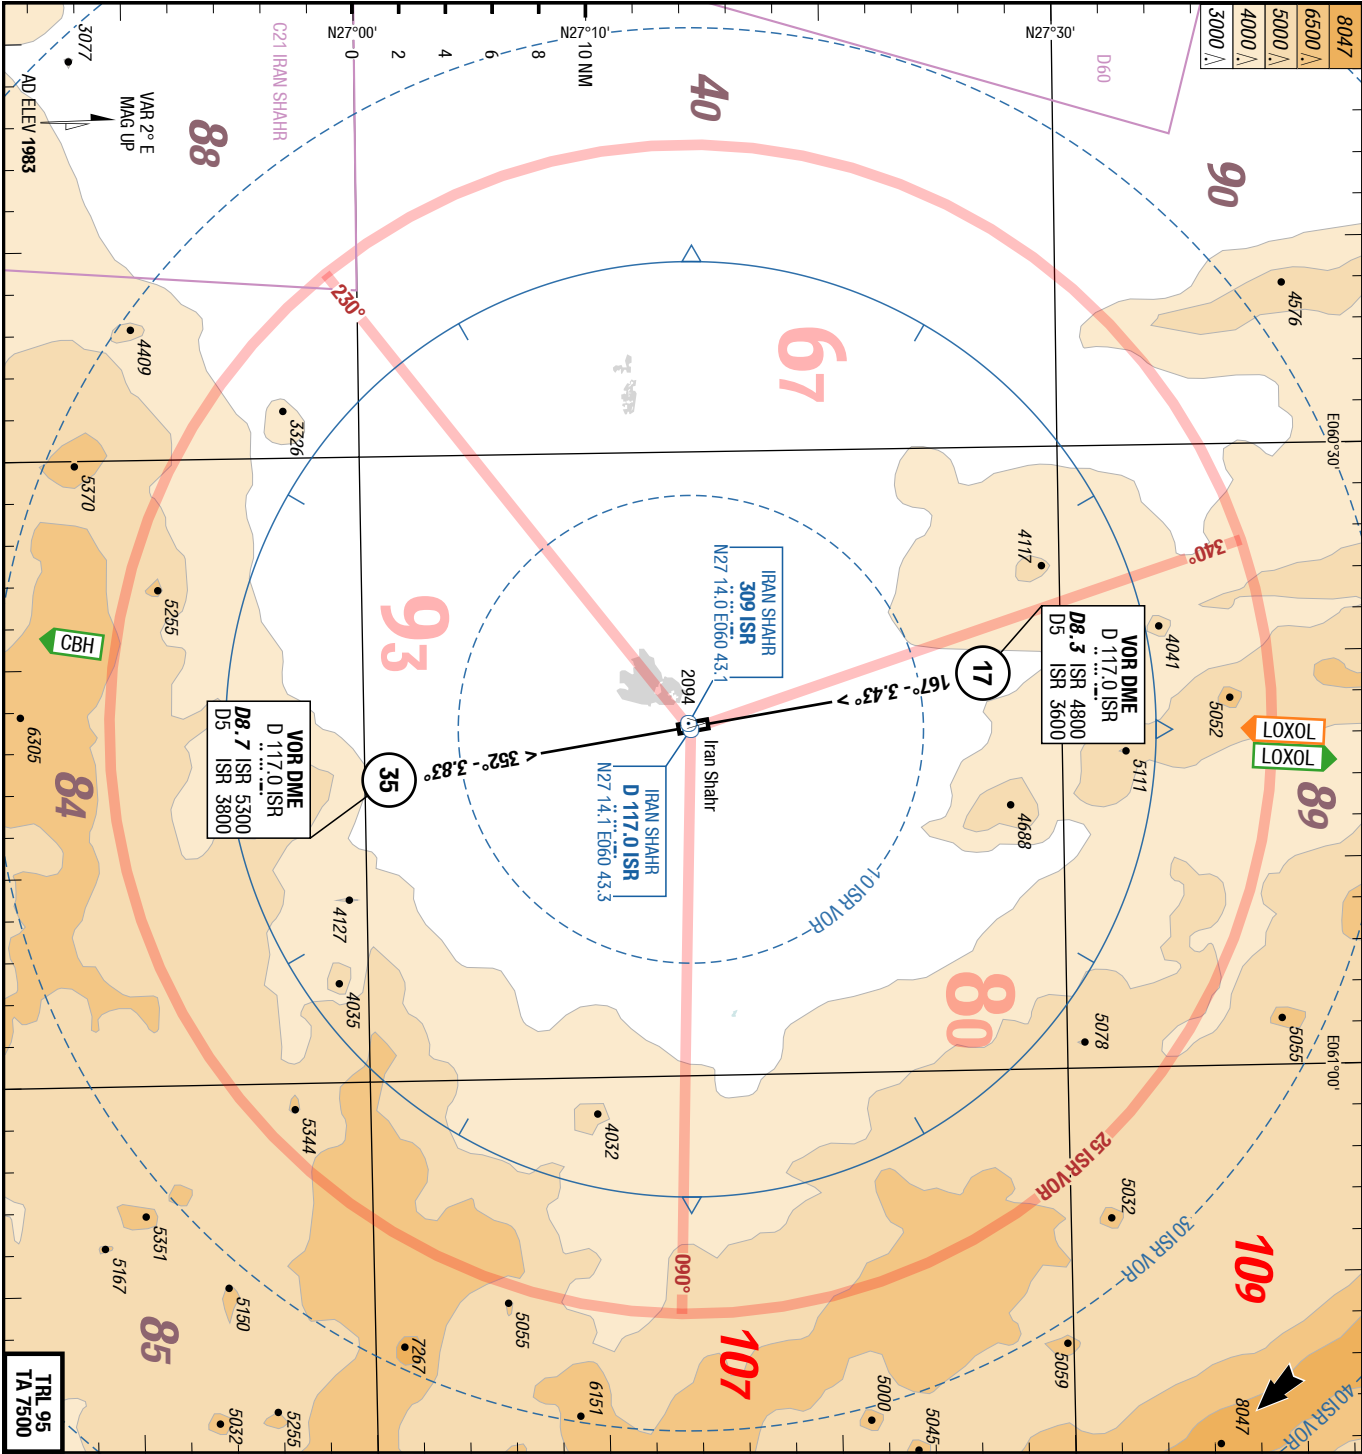 8047
6500
5000
4000
3000
N27°00'
N27°10'
N27°30'
0
2
4
6
8
10 NM
3077
C21 IRAN SHAHR
D60
VAR 2° E
MAG UP
AD ELEV 1983
88
40
90
4576
230°
4409
67
3326
E060°30'
5370
340°
4117
IRAN SHAHR
309 ISR
N27 14.0 E060 43.1
5255
93
CBH
VOR DME
D 117.0 ISR
D8.3 ISR 4800
D5 ISR 3600
4041
17
167° - 3.43° >
2094
Iran Shahr
5052
LOXOL
LOXOL
5111
89
6305
84
VOR DME
D 117.0 ISR
D8.7 ISR 5300
D5 ISR 3800
35
< 352° - 3.83°
IRAN SHAHR
D 117.0 ISR
N27 14.1 E060 43.3
4688
10 ISR VOR
4127
4035
80
5078
5055
E061°00'
5344
4032
25 ISR VOR
5032
30 ISR VOR
5351
5167
5150
090°
5055
109
85
7267
107
5059
6151
5000
5045
8047
40 ISR VOR
5255
5032
TRL 95
TA 7500